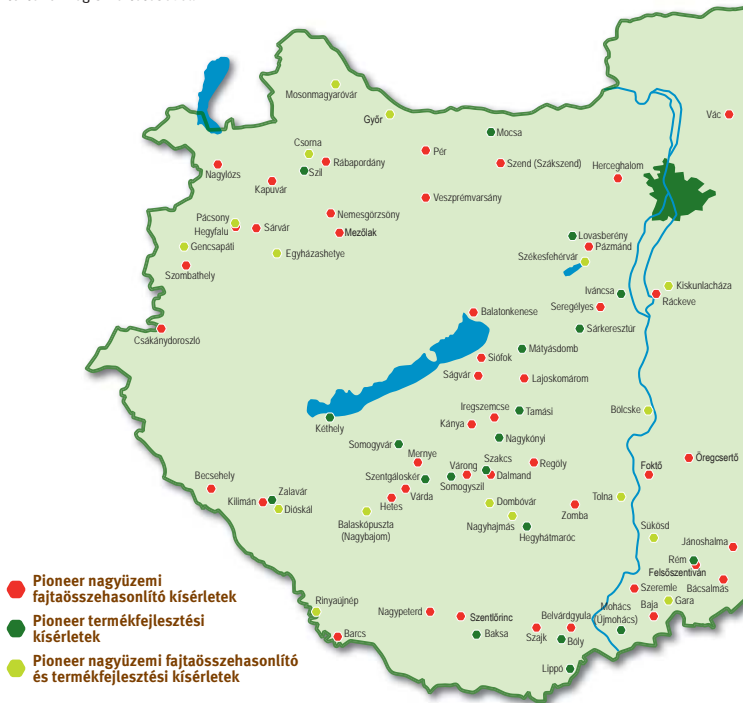 Mosonmagyaróvár
Győr
Vác
Mocsa
Csorna
Pér
Rábapordány
Szil
Szend (Szákszend)
Nagylózs
Herceghalom
Kapuvár
Veszprémvarsány
Pácsony
Nemesgörzsöny
Hegyfalu
Sárvár
Mezőlak
Lovasberény
Gencsapáti
Pázmánd
Egyházashetye
Székesfehérvár
Szombathely
Iváncsa
Kiskunlacháza
Ráckeve
Seregélyes
Balatonkenese
Csákánydoroszló
Sárkeresztúr
Mátyásdomb
Siófok
Ságvár
Lajoskomárom
Iregszemcse
Tamási
Bölcske
Kéthely
Kánya
Nagykónyi
Somogyvár
Mernye
Szakcs
Öregcsertő
Várong
Regöly
Szentgáloskér
Dalmand
Foktő
Becsehely
Somogyszil
Zalavár
Várda
Kilimán
Hetes
Dombóvár
Tolna
Dióskál
Zomba
Balaskópuszta
(Nagybajom)
Nagyhajmás
Hegyhátmaróc
Sükösd
Jánoshalma
Rém
Felsőszentiván
Bácsalmás
Szeremle
Rinyaújnép
Nagypeterd
Szentlőrinc
Belvárdgyula
Mohács
(Újmohács)
Baja
Gara
Barcs
Baksa
Szajk
Bóly
Lippó
Pioneer nagyüzemi
fajtaösszehasonlító kísérletek
Pioneer termékfejlesztési
kísérletek
Pioneer nagyüzemi fajtaösszehasonlító
és termékfejlesztési kísérletek